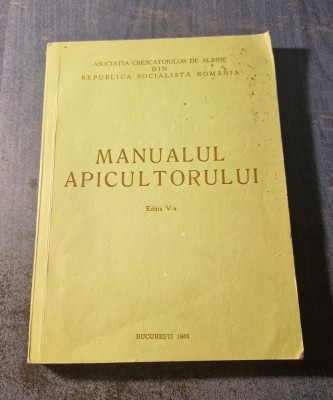 ASOCIAȚIA CRESCĂTORILOR DE ALBINE
DIN
REPUBLICA SOCIALISTĂ ROMÂNIA
MANUALUL
APICULTORULUI
Ediția V-a
BUCUREȘTI